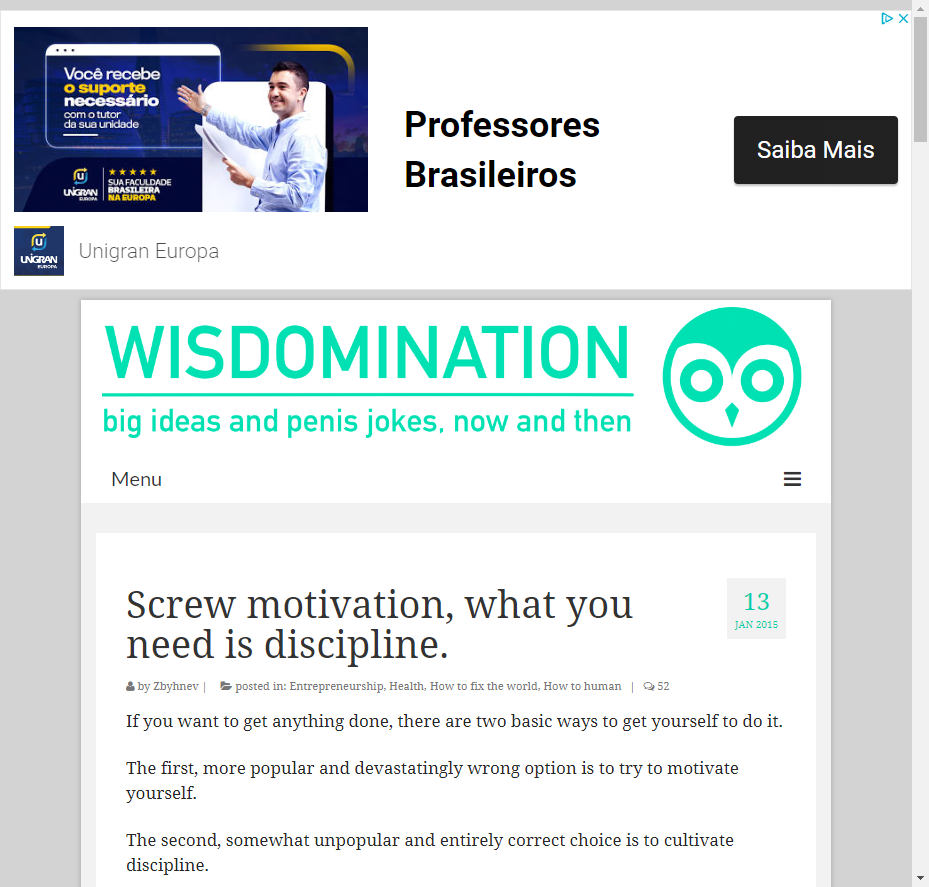 Você recebe
o suporte
necessário
com o tutor
da sua unidade
U
UNIGRAN
EUROPA
SUA FACULDADE
BRASILEIRA
NA EUROPA
Professores
Brasileiros
Saiba Mais
U
UNIGRAN
EUROPA
Unigran Europa
WISDOMINATION
big ideas and penis jokes, now and then
Menu
Screw motivation, what you
need is discipline.
13
JAN 2015
by Zbyhnev | posted in: Entrepreneurship, Health, How to fix the world, How to human | 52
If you want to get anything done, there are two basic ways to get yourself to do it.
The first, more popular and devastatingly wrong option is to try to motivate
yourself.
The second, somewhat unpopular and entirely correct choice is to cultivate
discipline.